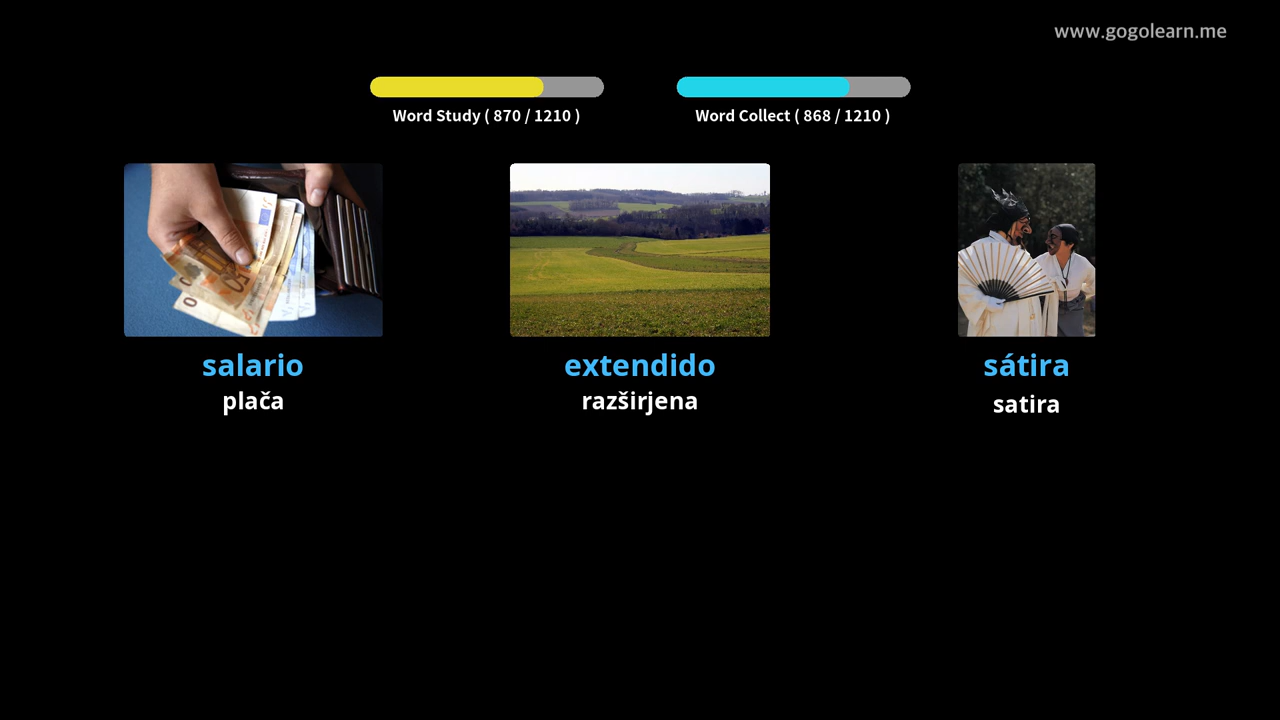 www.gogolearn.me
Word Study ( 870 / 1210 )
Word Collect ( 868 / 1210 )
salario
plača
extendido
razširjena
sátira
satira